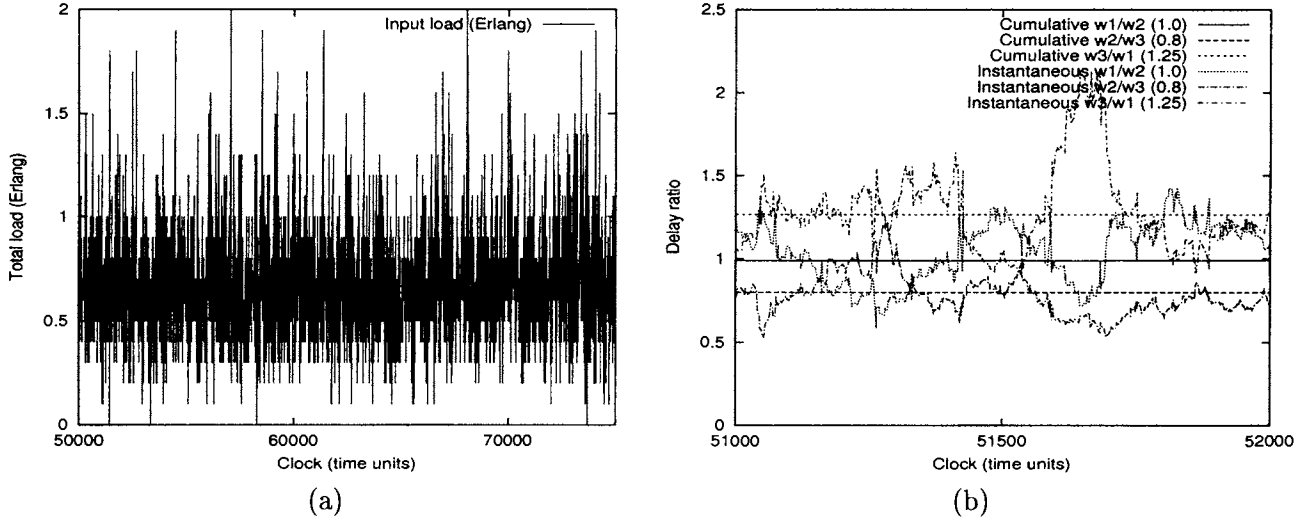 2
1.5
1
0.5
0
50000
60000
70000
Total load (Erlang)
Clock (time units)
Input load (Erlang)
(a)
2.5
2
1.5
1
0.5
0
51000
51500
52000
Delay ratio
Clock (time units)
Cumulative w1/w2 (1.0)
Cumulative w2/w3 (0.8)
Cumulative w3/w1 (1.25)
Instantaneous w1/w2 (1.0)
Instantaneous w2/w3 (0.8)
Instantaneous w3/w1 (1.25)
(b)